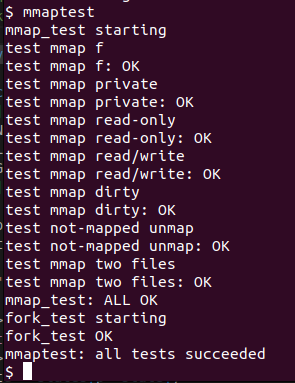 $ mmaptest
mmap_test starting
test mmap f
test mmap f: OK
test mmap private
test mmap private: OK
test mmap read-only
test mmap read-only: OK
test mmap read/write
test mmap read/write: OK
test mmap dirty
test mmap dirty: OK
test not-mapped unmap
test not-mapped unmap: OK
test mmap two files
test mmap two files: OK
mmap_test: ALL OK
fork_test starting
fork_test OK
mmaptest: all tests succeeded
$